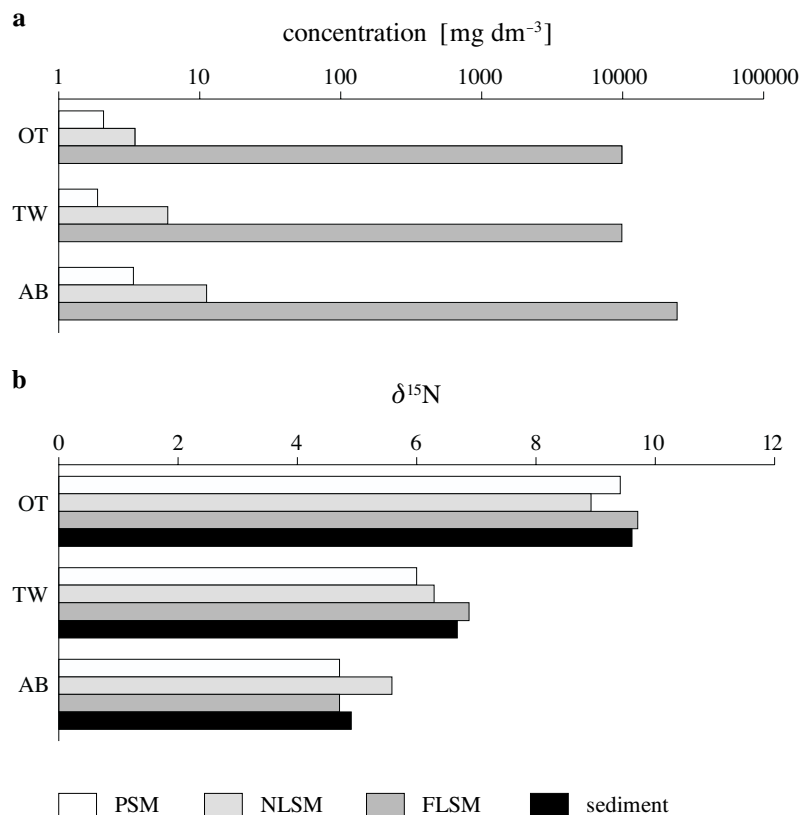 a
concentration [mg dm⁻³]
1 10 100 1000 10000 100000
OT
TW
AB
b
δ¹⁵N
0 2 4 6 8 10 12
OT
TW
AB
PSM NLSM FLSM sediment